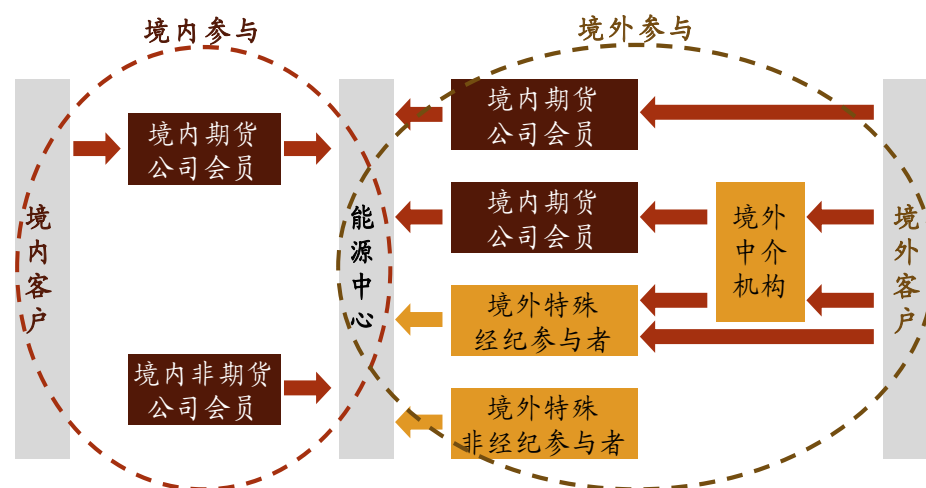 境内参与
境外参与
境内客户
境内期货
公司会员
境内非期货
公司会员
能源中心
境内期货
公司会员
境内期货
公司会员
境外特殊
经纪参与者
境外特殊
非经纪参与者
境外
中介
机构
境外客户